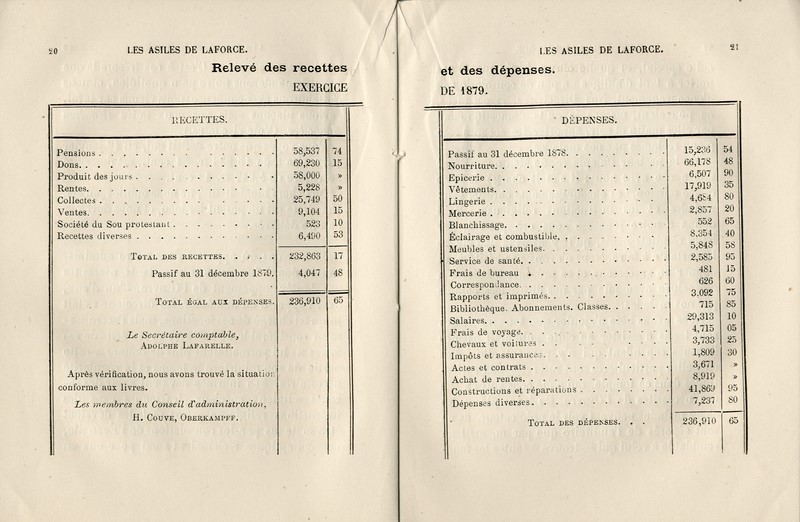 20
LES ASILES DE LAFORCE.
Relevé des recettes
EXERCICE
RECETTES.
Pensions . . . . . . . . . . . . . 58,537 74
Dons. . . . . . . . . . . . . . . 69,230 15
Produit des jours . . . . . . . . . . 58,000 »
Rentes. . . . . . . . . . . . . . 5,228 »
Collectes . . . . . . . . . . . . . 25,749 50
Ventes. . . . . . . . . . . . . . 9,104 15
Société du Sou protestant . . . . . . . . 523 10
Recettes diverses . . . . . . . . . . 6,490 53
TOTAL DES RECETTES. . . . . 232,863 17
Passif au 31 décembre 1879. 4,047 48
TOTAL ÉGAL AUX DÉPENSES. 236,910 65
Le Secrétaire comptable,
ADOLPHE LAFARELLE.
Après vérification, nous avons trouvé la situation
conforme aux livres.
Les membres du Conseil d'administration,
H. COUVE, OBERKAMPFF.
LES ASILES DE LAFORCE.
21
et des dépenses.
DE 1879.
DÉPENSES.
Passif au 31 décembre 1878. . . . . . . . 15,236 54
Nourriture. . . . . . . . . . . . . 66,178 48
Epicerie . . . . . . . . . . . . . 6,507 90
Vêtements. . . . . . . . . . . . . 17,919 35
Lingerie . . . . . . . . . . . . . 4,684 80
Mercerie . . . . . . . . . . . . . 2,857 20
Blanchissage. . . . . . . . . . . . 552 65
Éclairage et combustible. . . . . . . . . 8,354 40
Meubles et ustensiles. . . . . . . . . . 5,848 58
Service de santé. . . . . . . . . . . 2,585 95
Frais de bureau . . . . . . . . . . . 481 15
Correspondance. . . . . . . . . . . 626 60
Rapports et imprimés. . . . . . . . . . 3,092 75
Bibliothèque. Abonnements. Classes. . . . . . 715 85
Salaires. . . . . . . . . . . . . . 29,313 10
Frais de voyage. . . . . . . . . . . 4,715 05
Chevaux et voitures . . . . . . . . . . 3,733 25
Impôts et assurances. . . . . . . . . . 1,809 30
Actes et contrats . . . . . . . . . . 3,671 »
Achat de rentes. . . . . . . . . . . 8,919 »
Constructions et réparations . . . . . . . 41,869 95
Dépenses diverses. . . . . . . . . . . 7,237 80
TOTAL DES DÉPENSES. . . 236,910 65